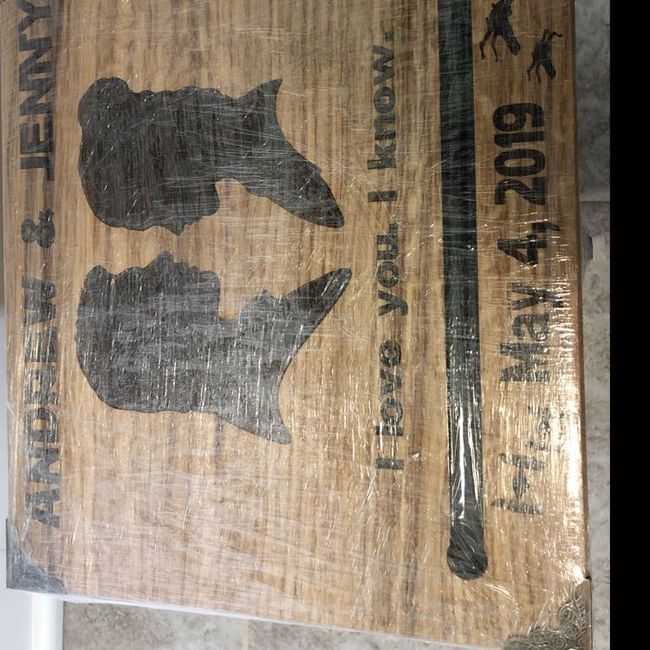 ANDREW & JENNY
I love you. I know.
May 4, 2019